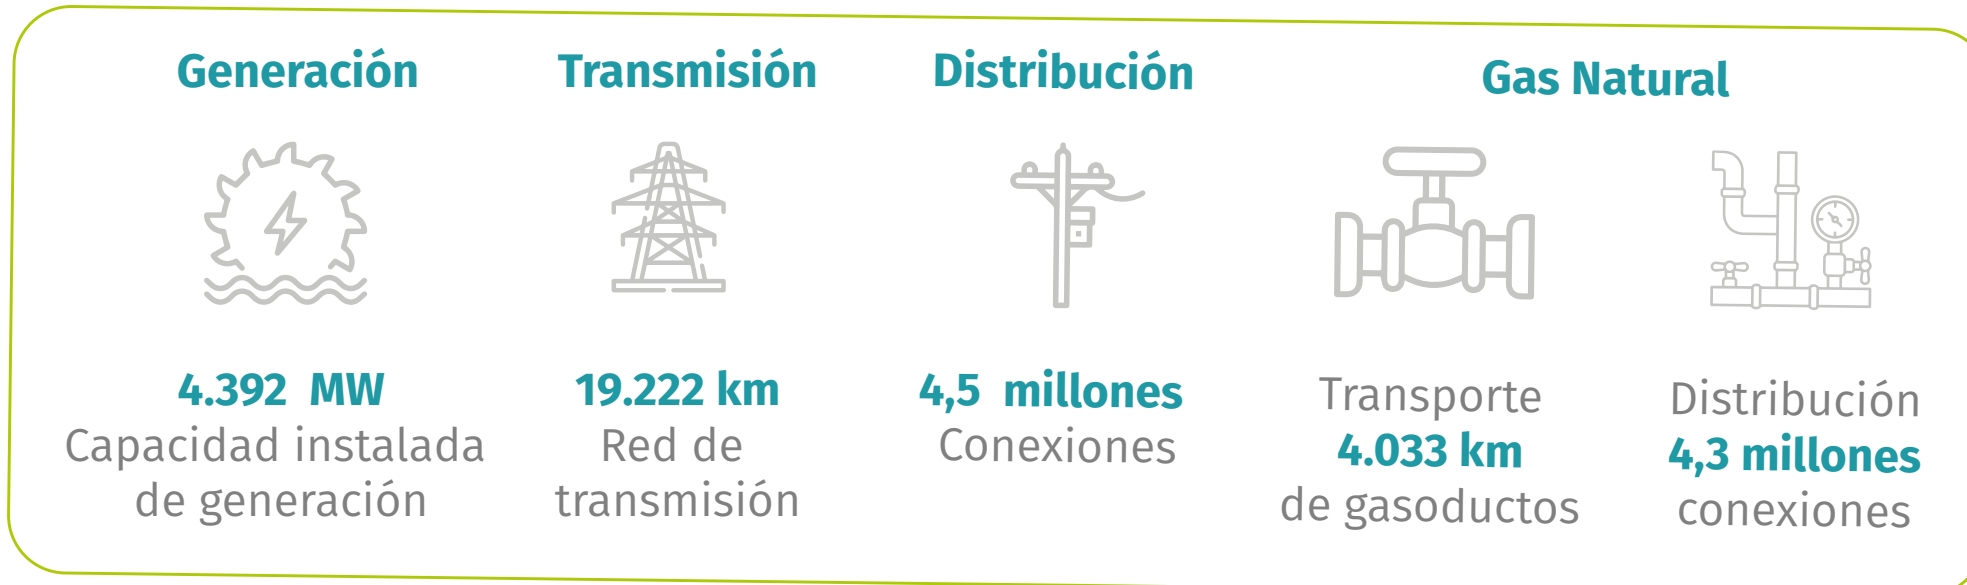 Generación
4.392 MW
Capacidad instalada
de generación
Transmisión
19.222 km
Red de
transmisión
Distribución
4,5 millones
Conexiones
Gas Natural
Transporte
4.033 km
de gasoductos
Distribución
4,3 millones
conexiones